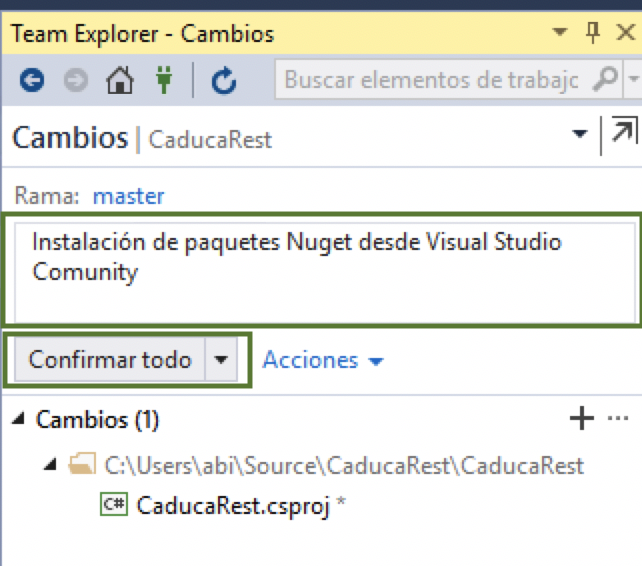 Team Explorer - Cambios
Buscar elementos de trabajc
Cambios | CaducaRest
Rama: master
Instalación de paquetes Nuget desde Visual Studio
Comunity
Confirmar todo Acciones
Cambios (1)
C:\Users\abi\Source\CaducaRest\CaducaRest
C# CaducaRest.csproj *